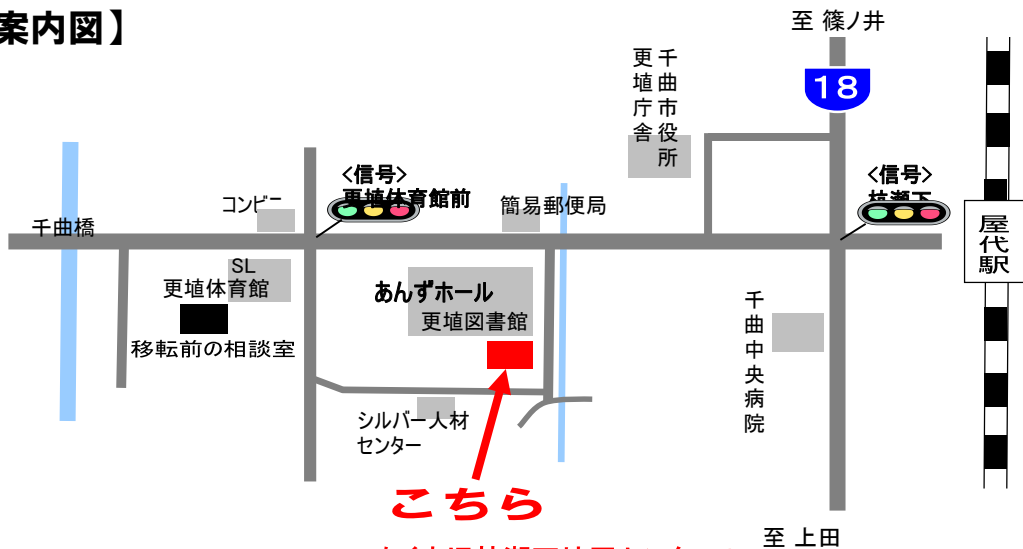 案内図】
至 篠ノ井
18
千曲市役所
更埴庁舎
<信号>
更埴体育館前
<信号>
杭瀬下
コンビニ
簡易郵便局
千曲橋
屋代駅
SL
更埴体育館
あんずホール
更埴図書館
移転前の相談室
千曲中央病院
シルバー人材
センター
こちら
至 上田